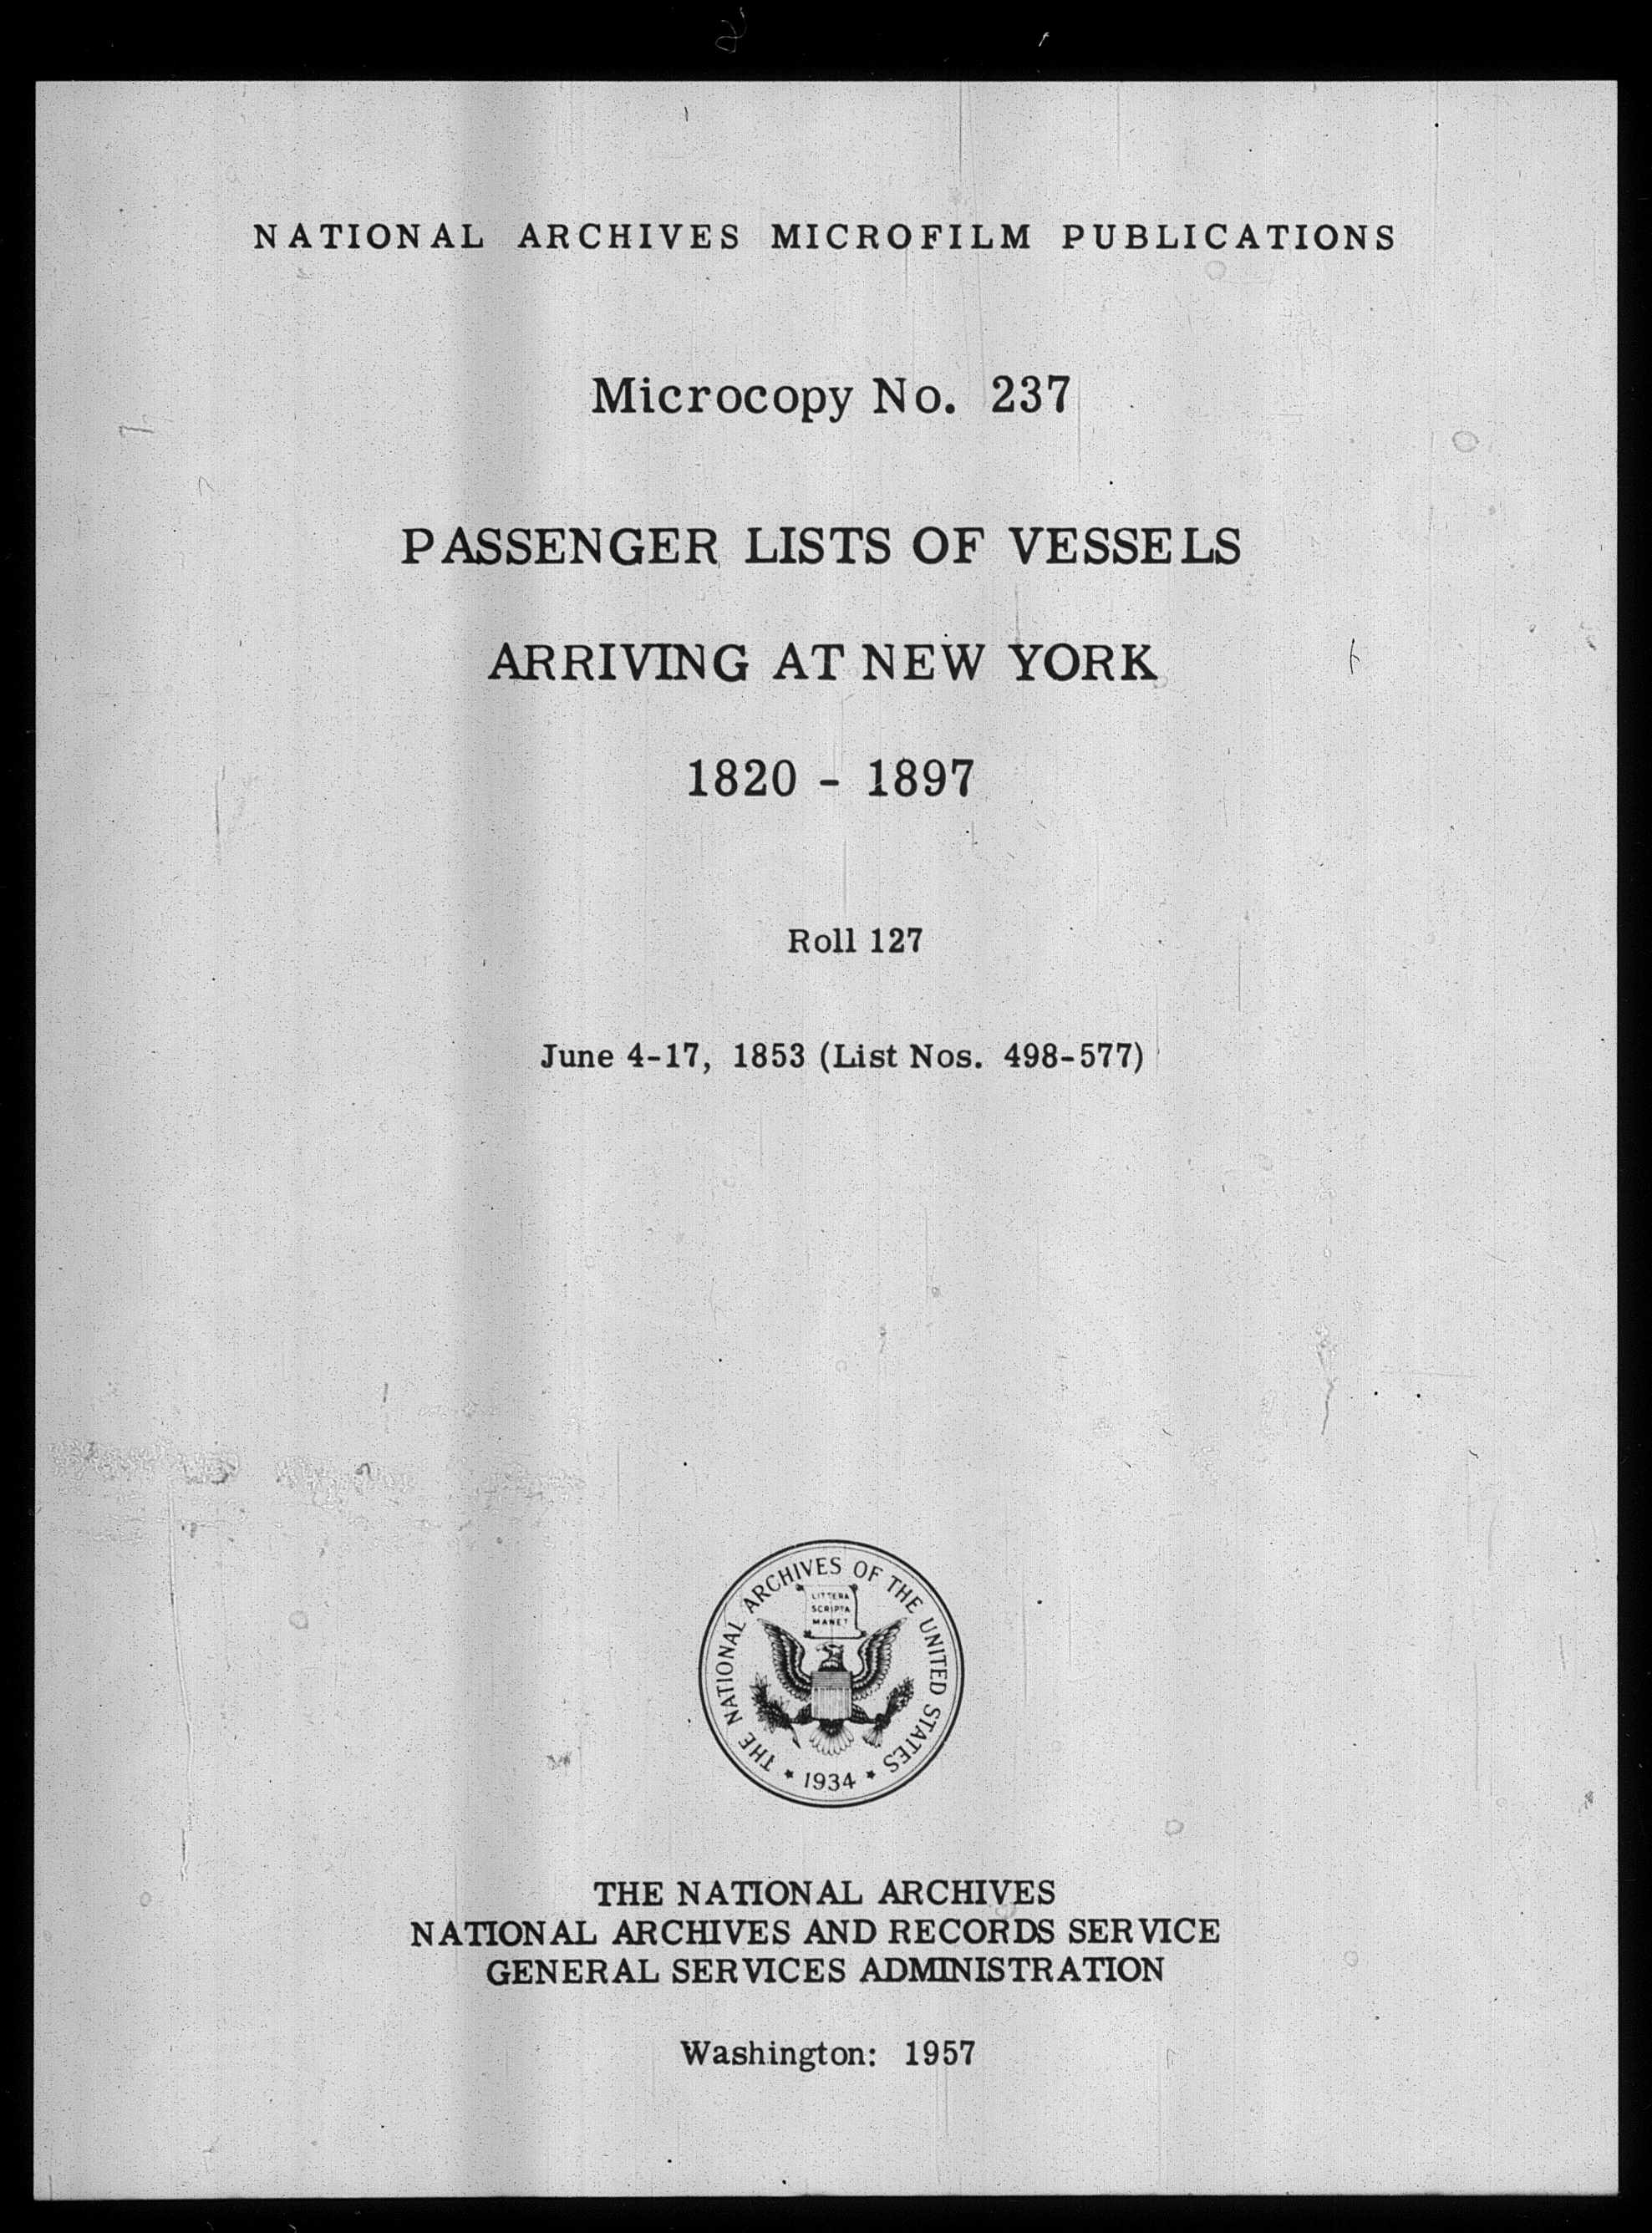 NATIONAL ARCHIVES MICROFILM PUBLICATIONS
Microcopy No. 237
PASSENGER LISTS OF VESSELS
ARRIVING AT NEW YORK
1820 - 1897
Roll 127
June 4-17, 1853 (List Nos. 498-577)
THE NATIONAL ARCHIVES OF THE UNITED STATES
LITTERA
SCRIPTA
MANET
★ 1934 ★
THE NATIONAL ARCHIVES
NATIONAL ARCHIVES AND RECORDS SERVICE
GENERAL SERVICES ADMINISTRATION
Washington: 1957